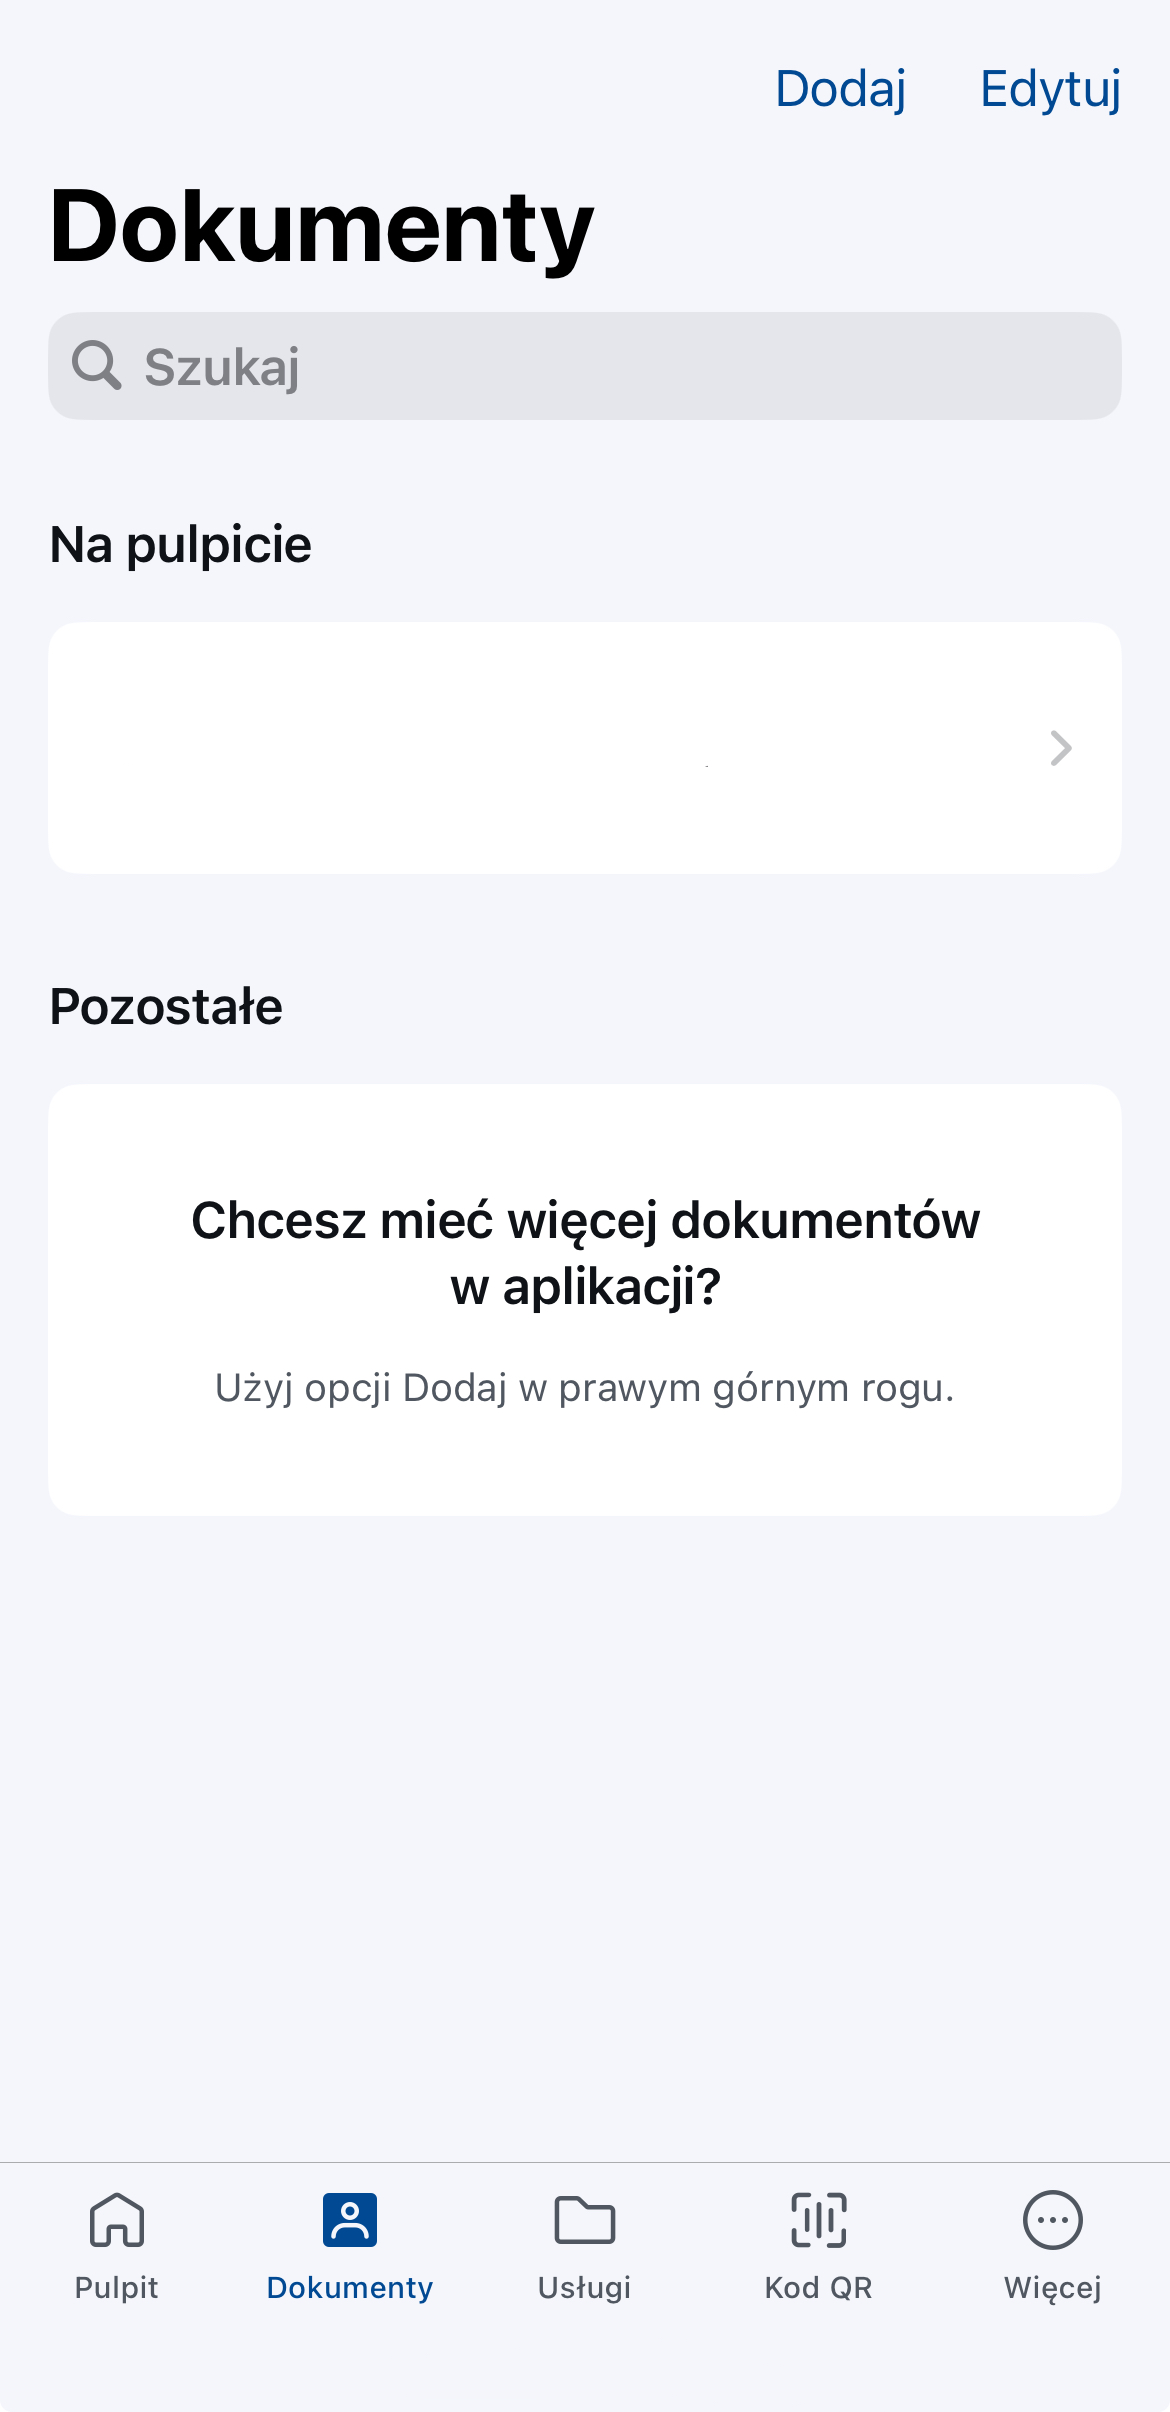 Dodaj Edytuj
Dokumenty
Szukaj
Na pulpicie
Pozostałe
Chcesz mieć więcej dokumentów
w aplikacji?
Użyj opcji Dodaj w prawym górnym rogu.
Pulpit Dokumenty Usługi Kod QR Więcej